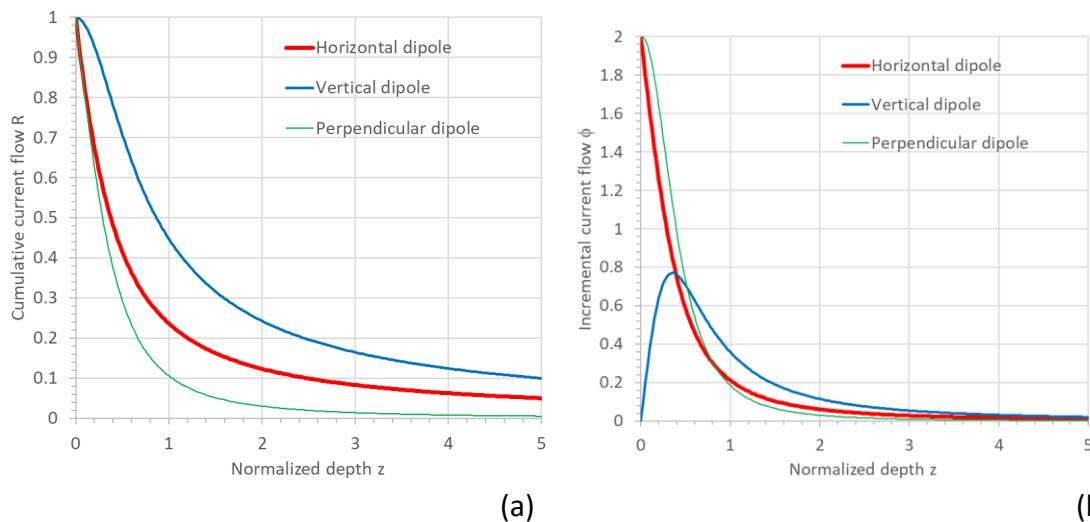 Cumulative current flow R
1
0.9
0.8
0.7
0.6
0.5
0.4
0.3
0.2
0.1
0
0 1 2 3 4 5
Normalized depth z
Horizontal dipole
Vertical dipole
Perpendicular dipole
(a)
Incremental current flow ϕ
2
1.8
1.6
1.4
1.2
1
0.8
0.6
0.4
0.2
0
0 1 2 3 4 5
Normalized depth z
Horizontal dipole
Vertical dipole
Perpendicular dipole